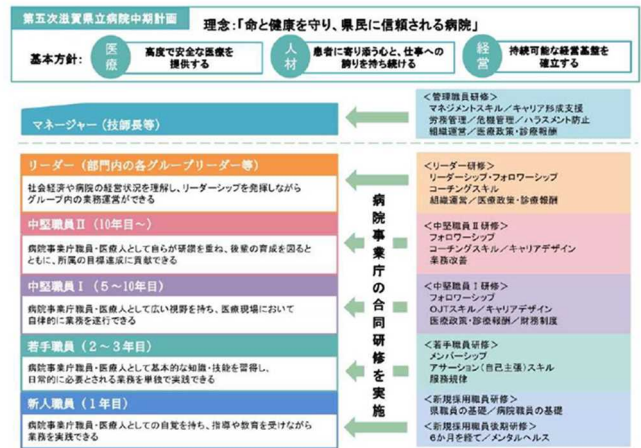 第五次滋賀県立病院中期計画
理念:「命と健康を守り、県民に信頼される病院」
基本方針:
医療
高度で安全な医療を
提供する
人材
患者に寄り添う心と、仕事への
誇りを持ち続ける
経営
持続可能な経営基盤を
確立する
マネージャー(技師長等)
<管理職員研修>
マネジメントスキル/キャリア形成支援
労務管理/危機管理/ハラスメント防止
組織運営/医療政策・診療報酬
リーダー(部門内の各グループリーダー等)
社会経済や病院の経営状況を理解し、リーダーシップを発揮しながら
グループ内の業務運営ができる
<リーダー研修>
リーダーシップ・フォロワーシップ
コーチングスキル
組織運営/医療政策・診療報酬
中堅職員Ⅱ(10年目~)
病院事業庁職員・医療人として自らが研鑽を重ね、後輩の育成を図ると
ともに、所属の目標達成に貢献できる
<中堅職員Ⅱ研修>
フォロワーシップ
コーチングスキル/キャリアデザイン
業務改善
中堅職員Ⅰ(5~10年目)
病院事業庁職員・医療人として広い視野を持ち、医療現場において
自律的に業務を遂行できる
<中堅職員Ⅰ研修>
フォロワーシップ
OJTスキル/キャリアデザイン
医療政策・診療報酬/財務制度
若手職員(2~3年目)
病院事業庁職員・医療人として基本的な知識・技能を習得し、
日常的に必要とされる業務を単独で実践できる
<若手職員研修>
メンバーシップ
アサーション(自己主張)スキル
服務規律
新人職員(1年目)
病院事業庁職員・医療人としての自覚を持ち、指導や教育を受けながら
業務を実践できる
<新規採用職員研修>
県職員の基礎/病院職員の基礎
<新規採用職員後期研修>
6か月を経て/メンタルヘルス
病院事業庁の合同研修を実施